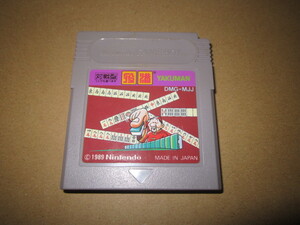 役満
YAKUMAN
DMG-MJJ
©1989 Nintendo
MADE IN JAPAN